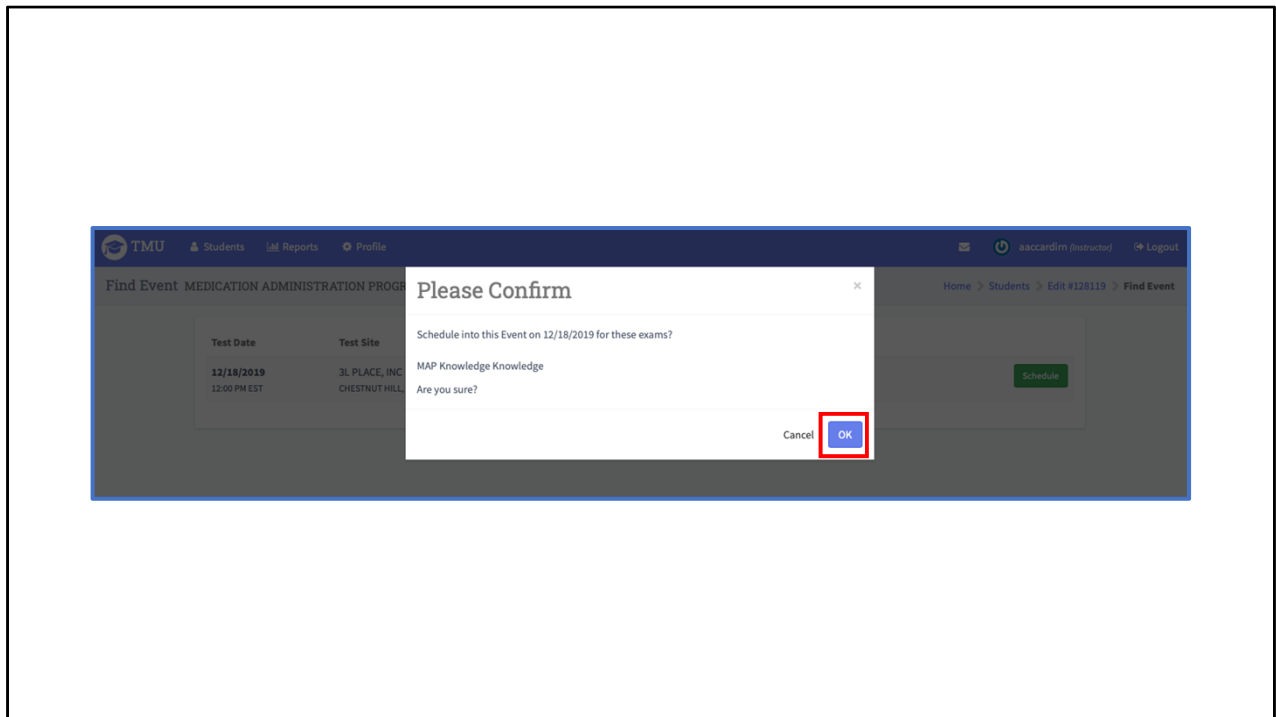 TMU Students Reports Profile aaccardirn (Instructor) Logout
Find Event MEDICATION ADMINISTRATION PROGR Home > Students > Edit #128119 > Find Event
Please Confirm ×
Schedule into this Event on 12/18/2019 for these exams?
MAP Knowledge Knowledge
Are you sure?
Cancel OK
Test Date Test Site
12/18/2019 3L PLACE, INC
12:00 PM EST CHESTNUT HILL,
Schedule